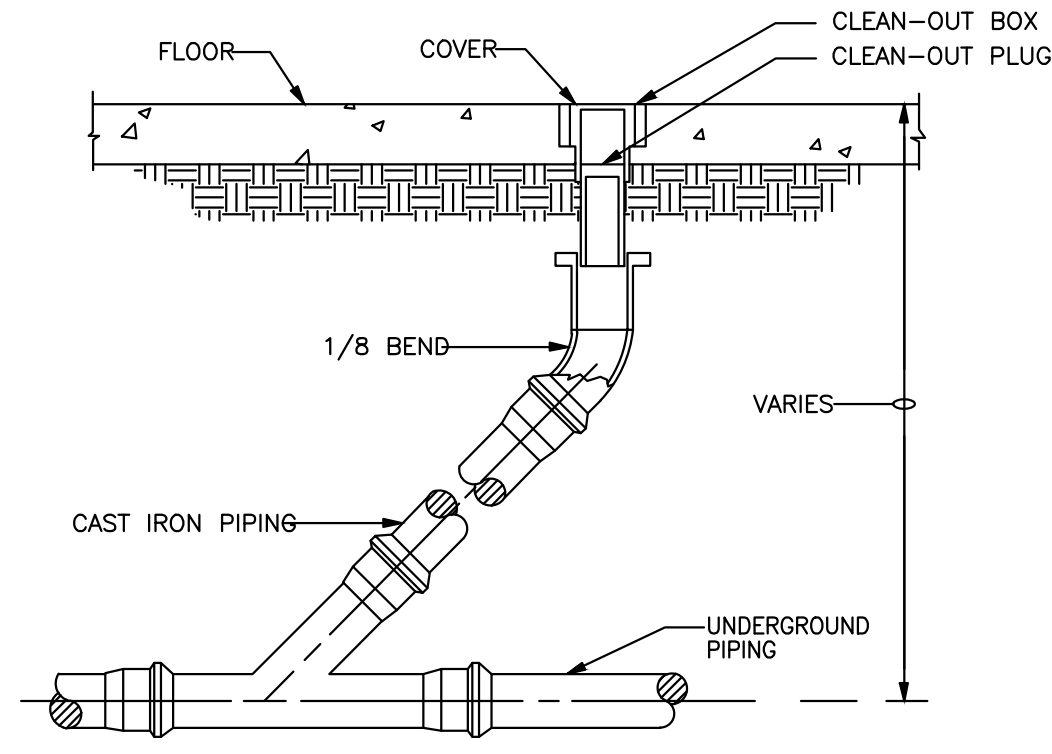 CLEAN-OUT BOX
FLOOR
COVER
CLEAN-OUT PLUG
1/8 BEND
VARIES
CAST IRON PIPING
UNDERGROUND
PIPING